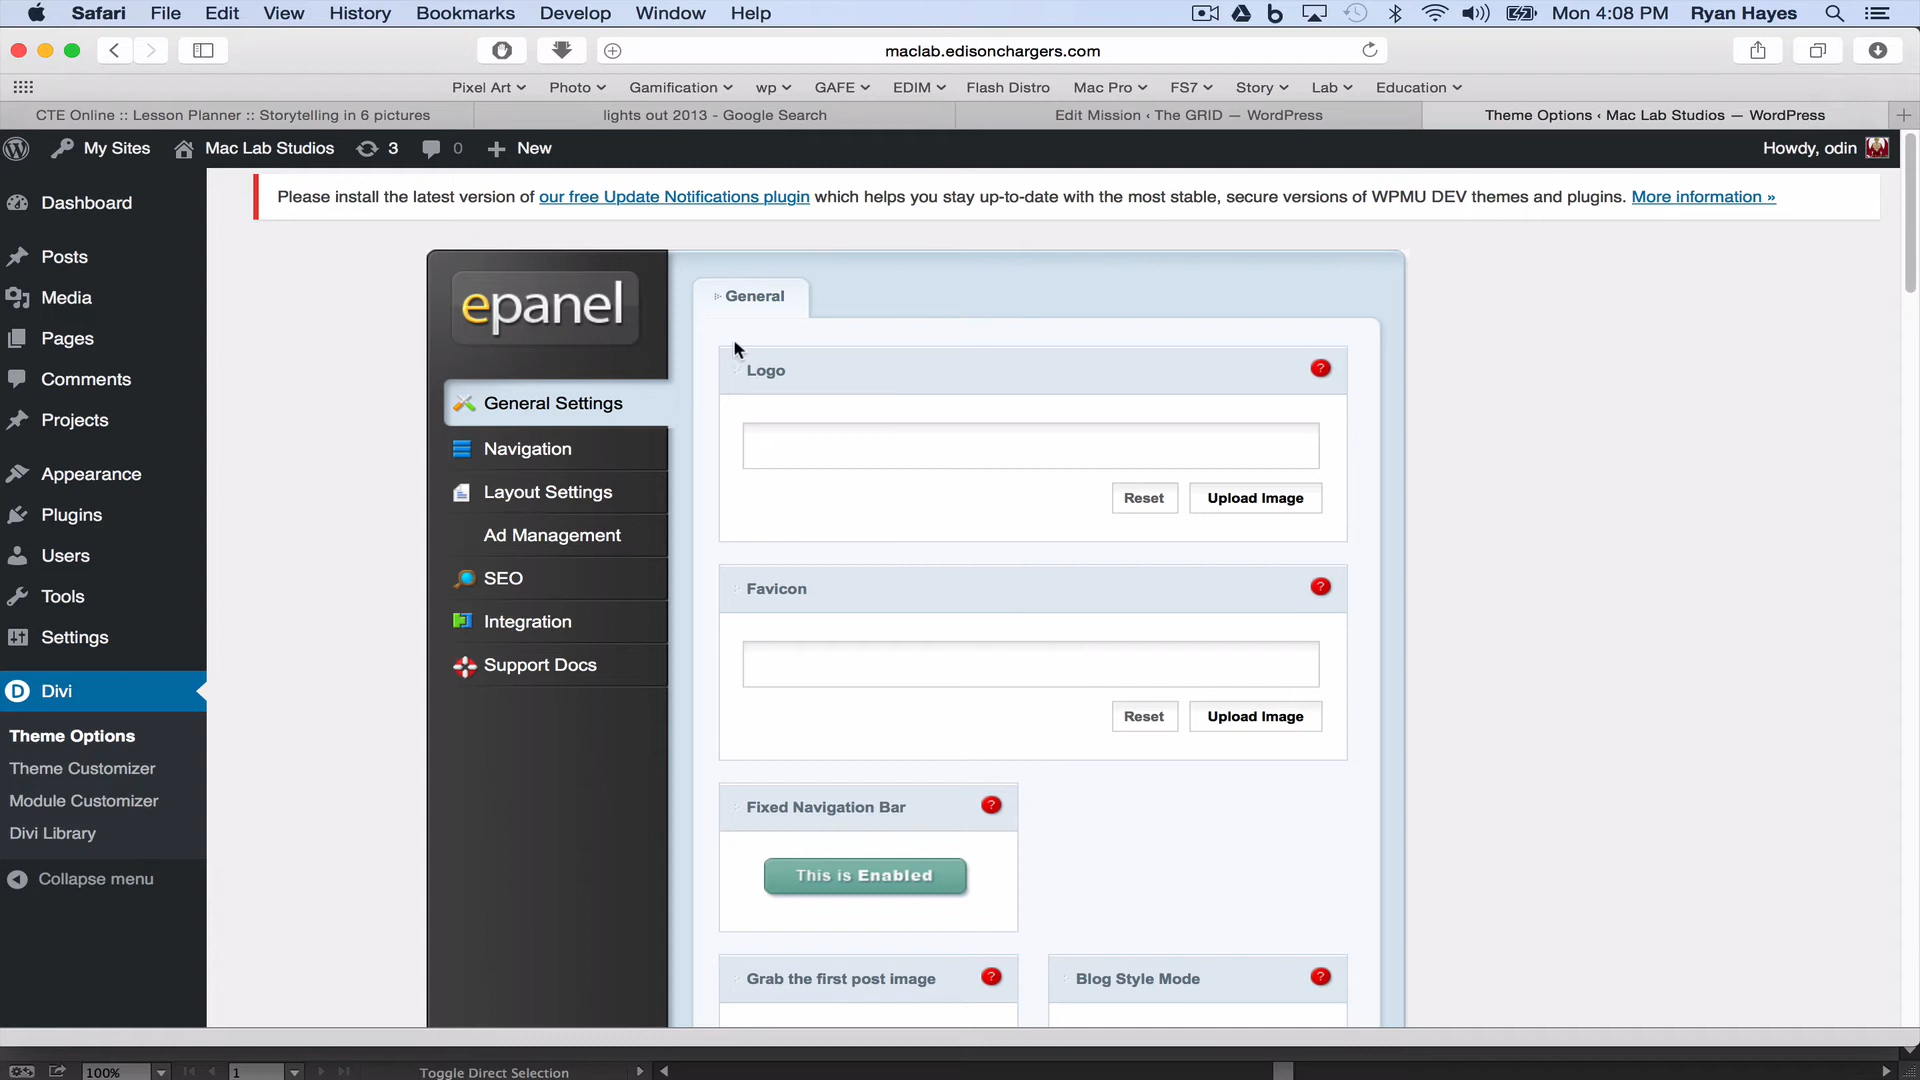 Safari File Edit View History Bookmarks Develop Window Help Mon 4:08 PM Ryan Hayes
maclab.edisonchargers.com
Pixel Art Photo Gamification wp GAFE EDIM Flash Distro Mac Pro FS7 Story Lab Education
CTE Online :: Lesson Planner :: Storytelling in 6 pictures lights out 2013 - Google Search Edit Mission ‹ The GRID — WordPress Theme Options ‹ Mac Lab Studios — WordPress
My Sites Mac Lab Studios 3 0 New Howdy, odin
Please install the latest version of our free Update Notifications plugin which helps you stay up-to-date with the most stable, secure versions of WPMU DEV themes and plugins. More information »
Dashboard
Posts
Media
Pages
Comments
Projects
Appearance
Plugins
Users
Tools
Settings
D Divi
Theme Options
Theme Customizer
Module Customizer
Divi Library
Collapse menu
epanel
General Settings
Navigation
Layout Settings
Ad Management
SEO
Integration
Support Docs
General
Logo ?
Reset Upload Image
Favicon ?
Reset Upload Image
Fixed Navigation Bar ?
This is Enabled
Grab the first post image ? Blog Style Mode ?
100% 1 Toggle Direct Selection